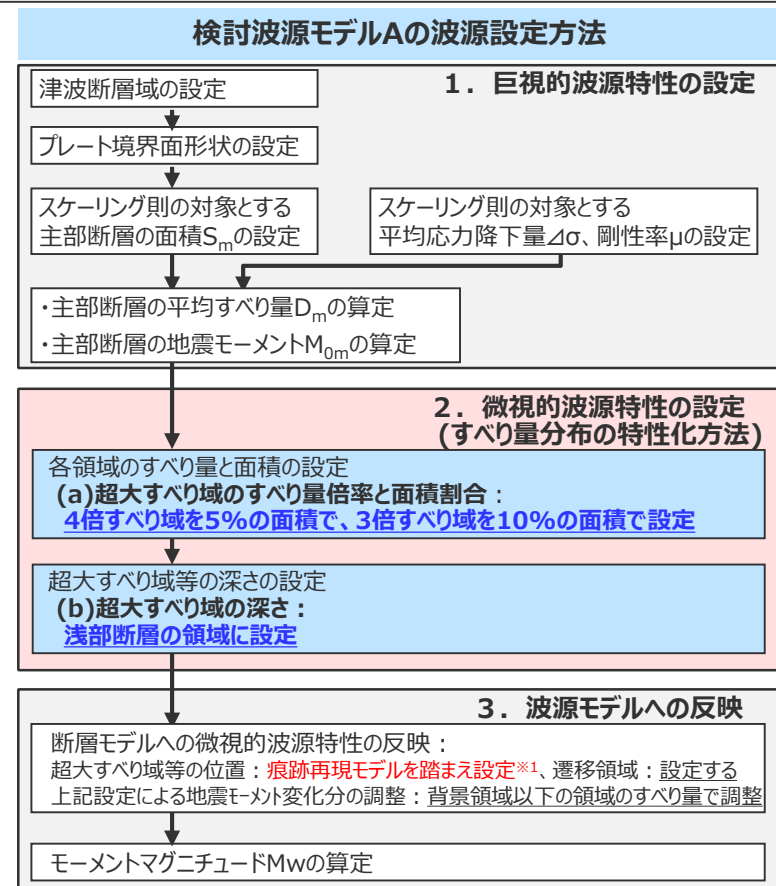 検討波源モデルAの波源設定方法
1．巨視的波源特性の設定
津波断層域の設定
プレート境界面形状の設定
スケーリング則の対象とする
主部断層の面積Smの設定
スケーリング則の対象とする
平均応力降下量⊿σ、剛性率μの設定
・主部断層の平均すべり量Dmの算定
・主部断層の地震モーメントM0mの算定
2．微視的波源特性の設定
(すべり量分布の特性化方法)
各領域のすべり量と面積の設定
(a)超大すべり域のすべり量倍率と面積割合：
4倍すべり域を5%の面積で、3倍すべり域を10%の面積で設定
超大すべり域等の深さの設定
(b)超大すべり域の深さ：
浅部断層の領域に設定
3．波源モデルへの反映
断層モデルへの微視的波源特性の反映：
超大すべり域等の位置：痕跡再現モデルを踏まえ設定※1、遷移領域：設定する
上記設定による地震ﾓｰﾒﾝﾄ変化分の調整：背景領域以下の領域のすべり量で調整
モーメントマグニチュードMwの算定